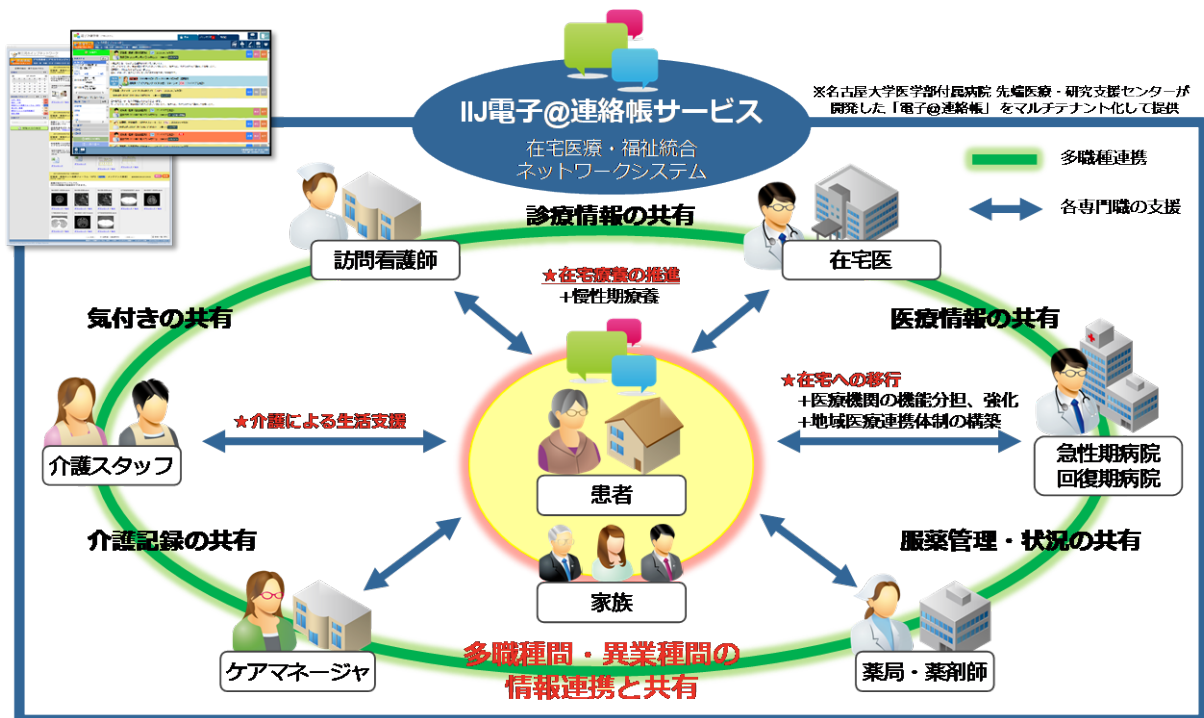 IIJ電子@連絡帳サービス
在宅医療・福祉統合
ネットワークシステム
※名古屋大学医学部付属病院 先端医療・研究支援センターが
開発した「電子@連絡帳」をマルチテナント化して提供
多職種連携
各専門職の支援
診療情報の共有
訪問看護師
在宅医
★在宅療養の推進
+慢性期療養
気付きの共有
医療情報の共有
★在宅への移行
+医療機関の機能分担、強化
+地域医療連携体制の構築
★介護による生活支援
介護スタッフ
急性期病院
回復期病院
患者
介護記録の共有
服薬管理・状況の共有
家族
ケアマネージャ
多職種間・異業種間の
情報連携と共有
薬局・薬剤師